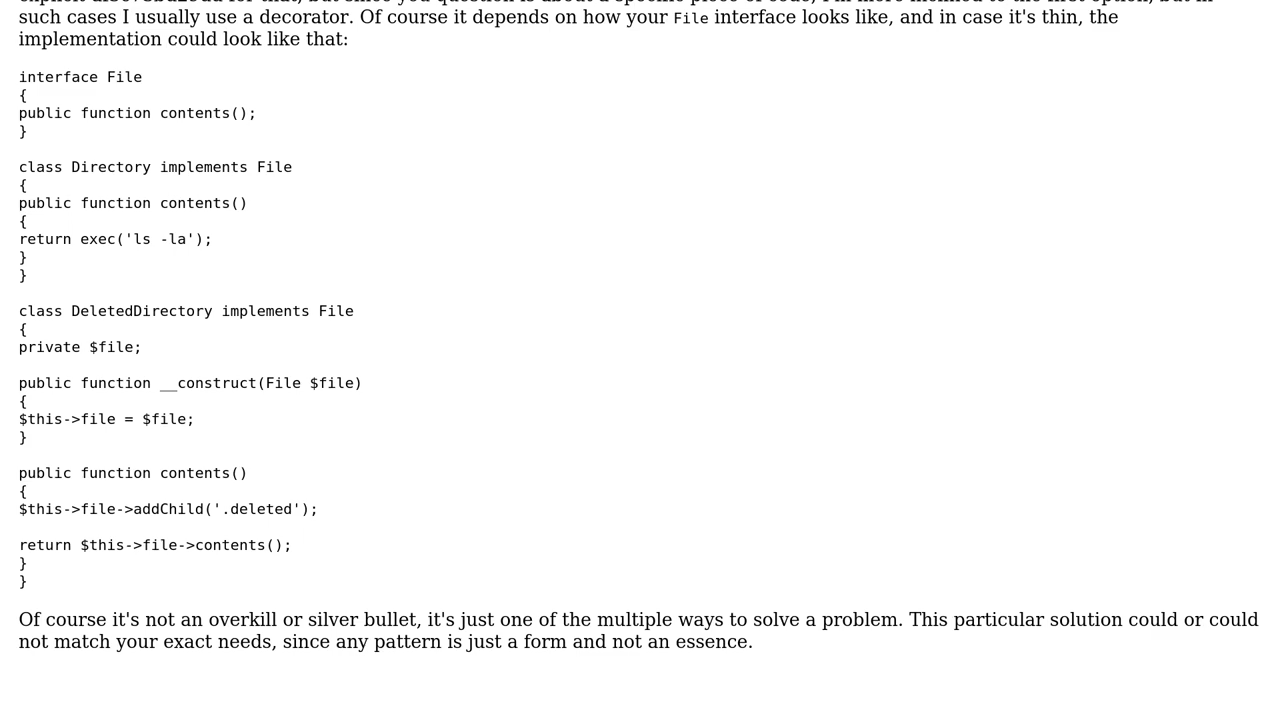 such cases I usually use a decorator. Of course it depends on how your File interface looks like, and in case it's thin, the
implementation could look like that:
interface File
{
public function contents();
}
class Directory implements File
{
public function contents()
{
return exec('ls -la');
}
}
class DeletedDirectory implements File
{
private $file;
public function __construct(File $file)
{
$this->file = $file;
}
public function contents()
{
$this->file->addChild('.deleted');
return $this->file->contents();
}
}
Of course it's not an overkill or silver bullet, it's just one of the multiple ways to solve a problem. This particular solution could or could
not match your exact needs, since any pattern is just a form and not an essence.